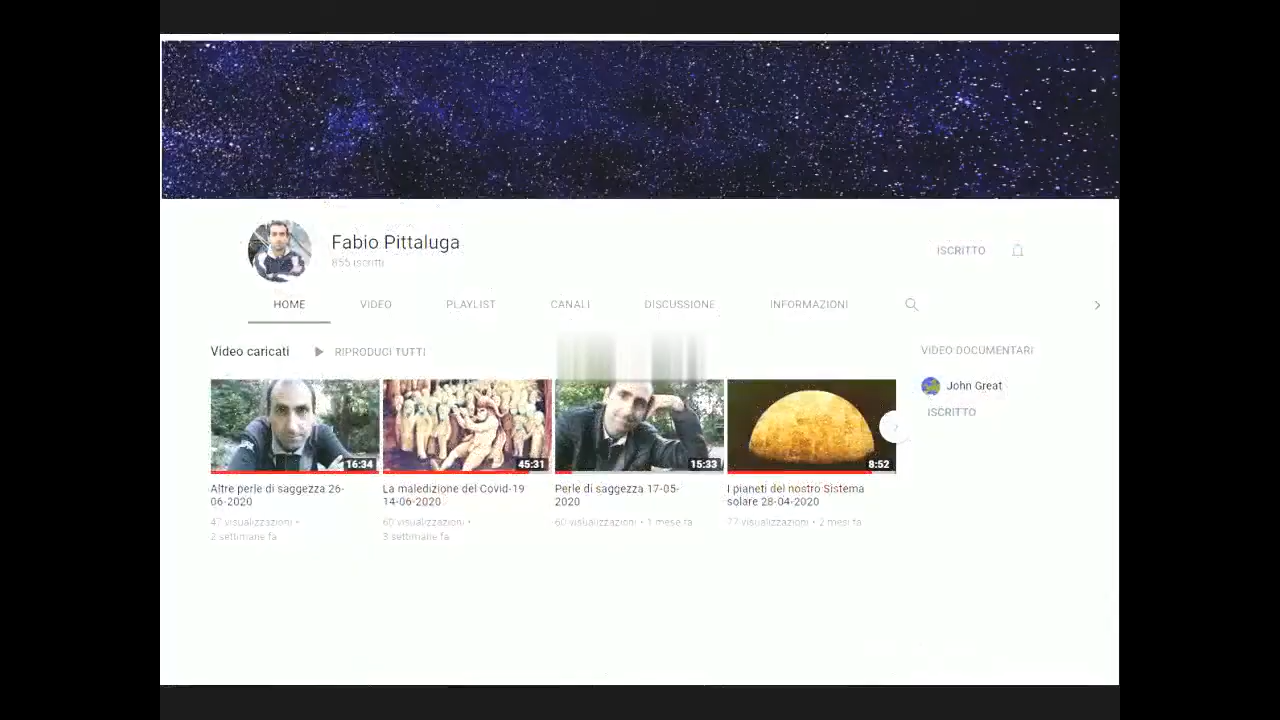 Fabio Pittaluga
855 iscritti
ISCRITTO
HOME
VIDEO
PLAYLIST
CANALI
DISCUSSIONE
INFORMAZIONI
Video caricati
RIPRODUCI TUTTI
VIDEO DOCUMENTARI
John Great
ISCRITTO
16:34
45:31
15:33
8:52
Altre perle di saggezza 26-
06-2020
47 visualizzazioni •
2 settimane fa
La maledizione del Covid-19
14-06-2020
60 visualizzazioni •
3 settimane fa
Perle di saggezza 17-05-
2020
60 visualizzazioni • 1 mese fa
I pianeti del nostro Sistema
solare 28-04-2020
77 visualizzazioni • 2 mesi fa